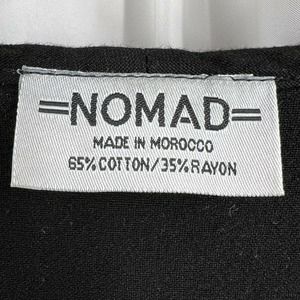 =NOMAD=
MADE IN MOROCCO
65% COTTON/35% RAYON